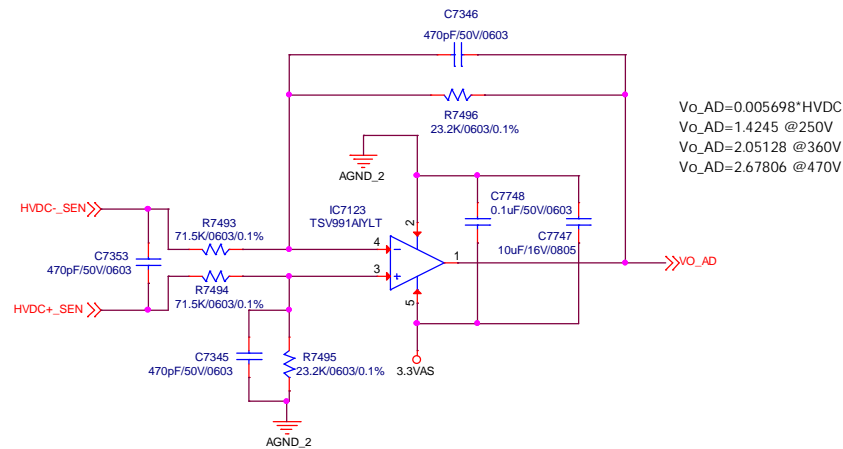 C7346
470pF/50V/0603
R7496
23.2K/0603/0.1%
Vo_AD=0.005698*HVDC
Vo_AD=1.4245 @250V
Vo_AD=2.05128 @360V
Vo_AD=2.67806 @470V
AGND_2
HVDC-_SEN
R7493
71.5K/0603/0.1%
IC7123
TSV991AIYLT
C7748
0.1uF/50V/0603
2
C7747
10uF/16V/0805
4
1
VO_AD
C7353
470pF/50V/0603
3
R7494
71.5K/0603/0.1%
HVDC+_SEN
5
C7345
470pF/50V/0603
R7495
23.2K/0603/0.1%
3.3VAS
AGND_2